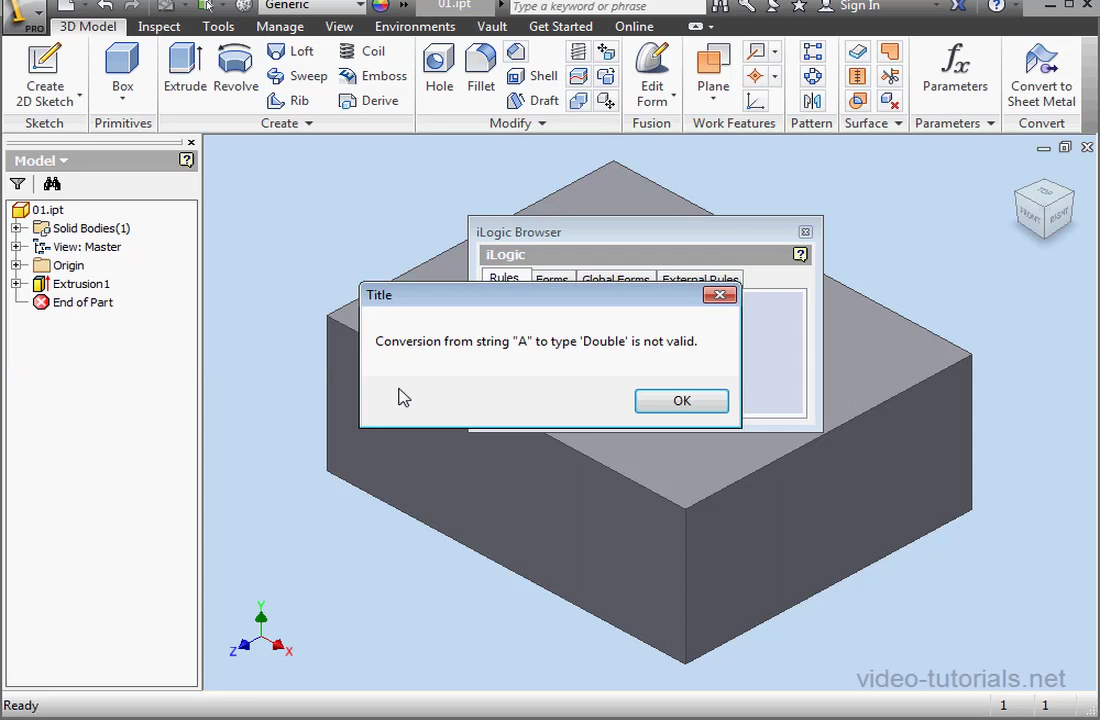 Generic
01.ipt
Type a keyword or phrase
Sign In
PRO
3D Model
Inspect
Tools
Manage
View
Environments
Vault
Get Started
Online
Create
2D Sketch
Box
Extrude
Revolve
Loft
Sweep
Rib
Coil
Emboss
Derive
Hole
Fillet
Shell
Draft
Edit
Form
Plane
Parameters
Convert to
Sheet Metal
Sketch
Primitives
Create
Modify
Fusion
Work Features
Pattern
Surface
Parameters
Convert
Model
01.ipt
Solid Bodies(1)
View: Master
Origin
Extrusion1
End of Part
TOP
FRONT
RIGHT
iLogic Browser
iLogic
Rules
Forms
Global Forms
External Rules
Title
Conversion from string "A" to type 'Double' is not valid.
OK
Y
Z
X
video-tutorials.net
Ready
1
1